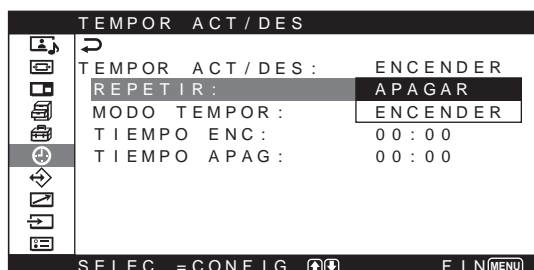 TEMPOR ACT/DES
TEMPOR ACT/DES: ENCENDER
REPETIR: APAGAR
MODO TEMPOR: ENCENDER
TIEMPO ENC: 00:00
TIEMPO APAG: 00:00
SELEC =CONFIG FIN MENU